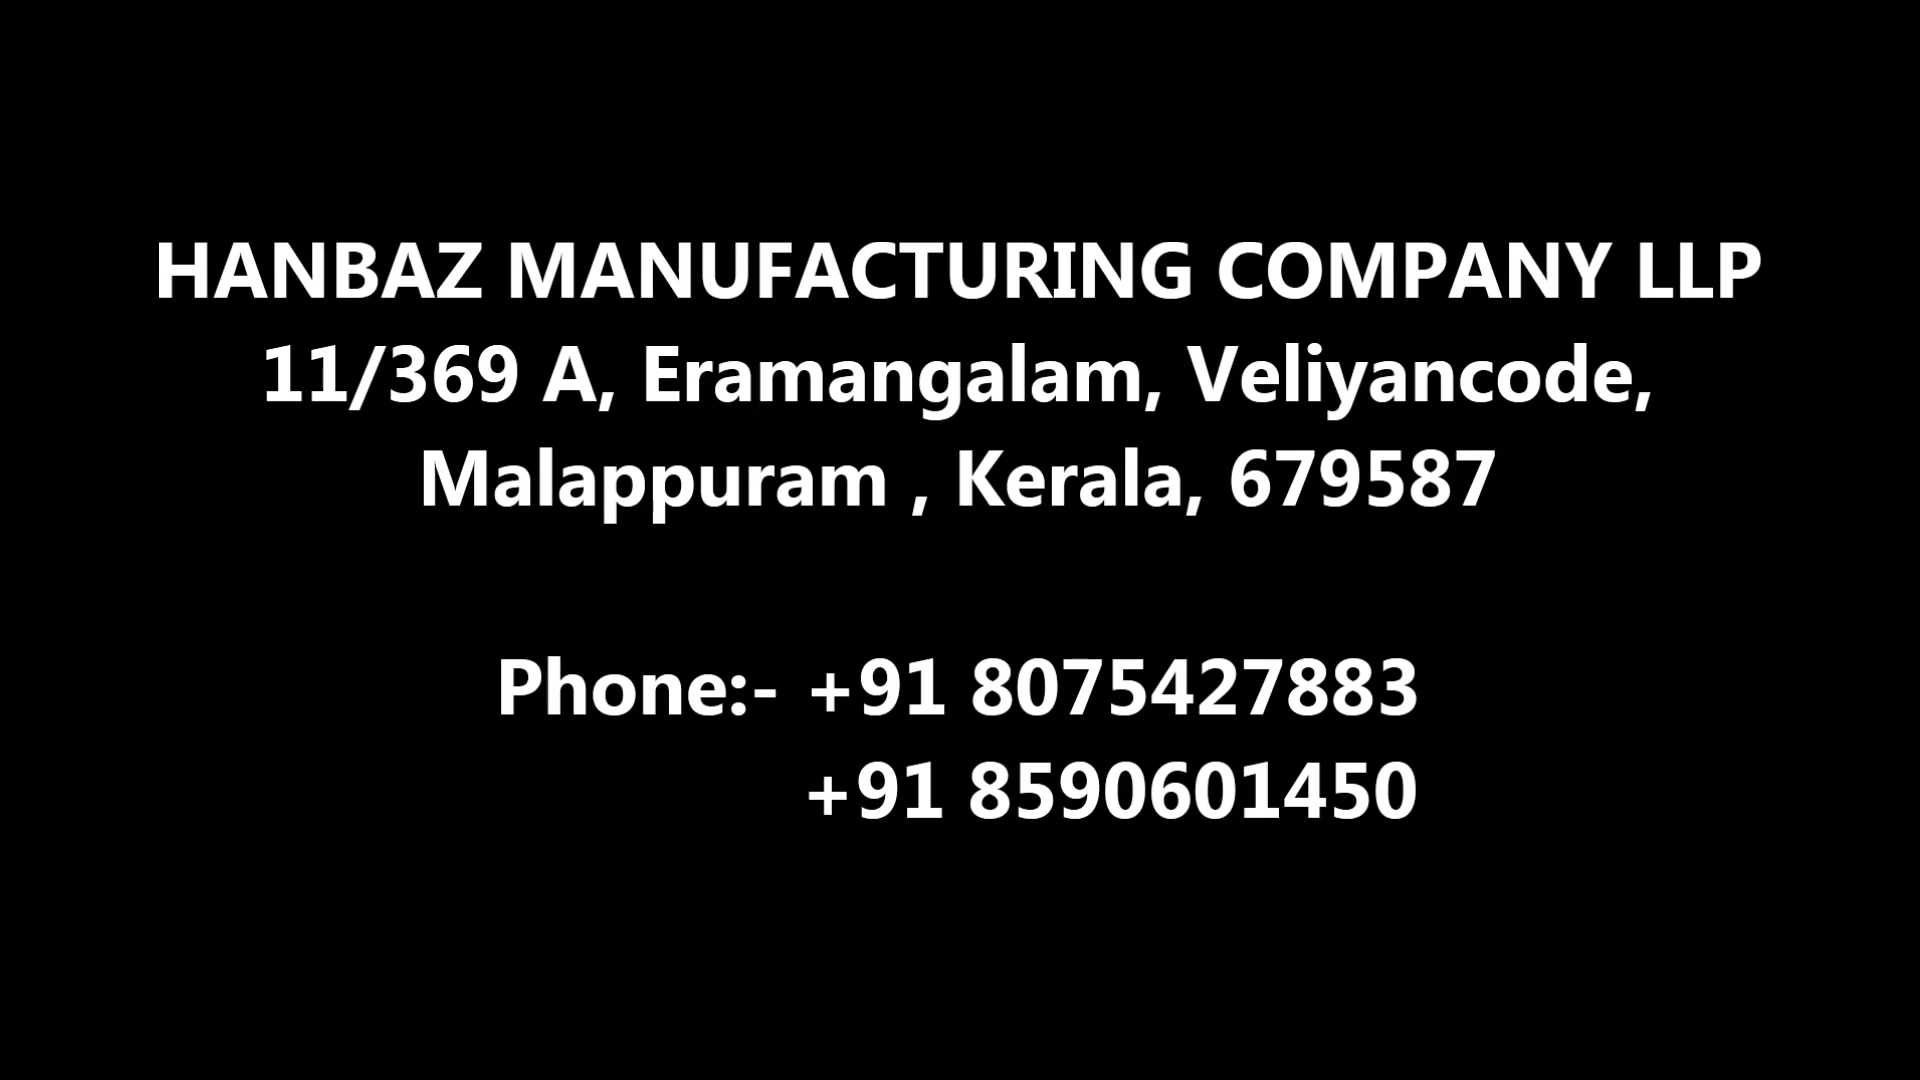 HANBAZ MANUFACTURING COMPANY LLP
11/369 A, Eramangalam, Veliyancode,
Malappuram , Kerala, 679587
Phone:- +91 8075427883
+91 8590601450